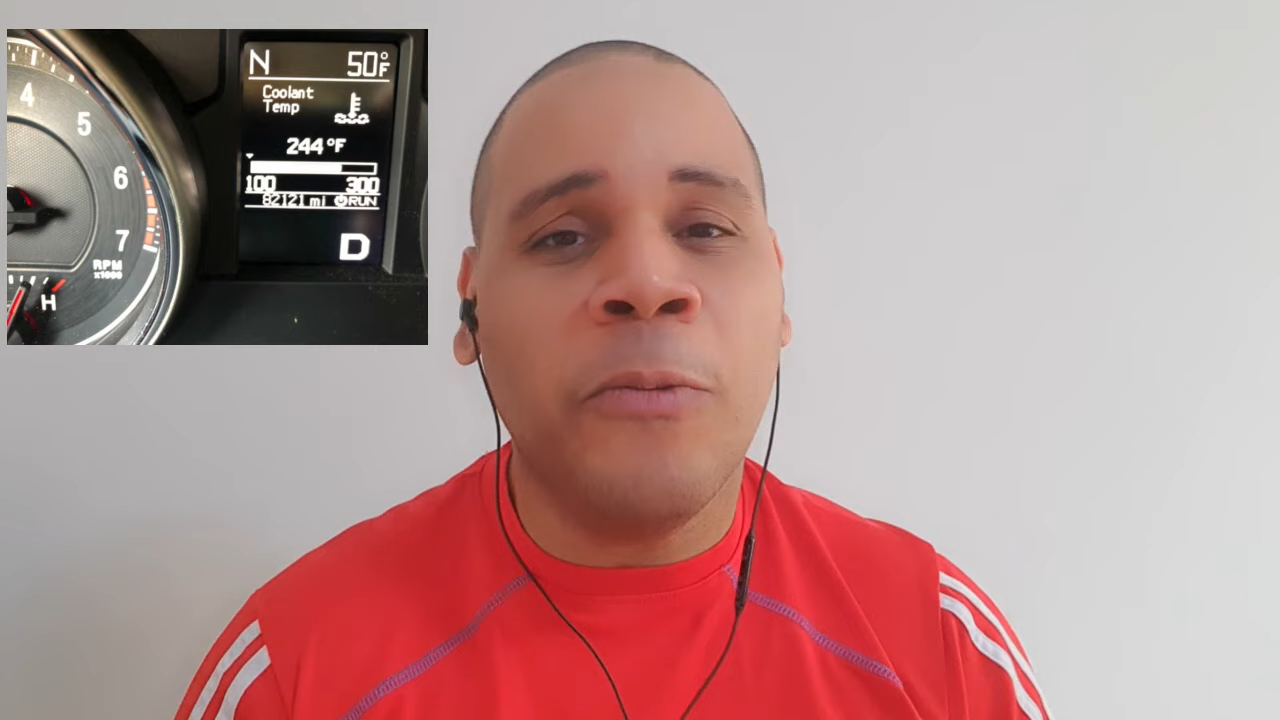 4
5
6
7
RPM
x1000
H
N 50°F
Coolant
Temp
244°F
100 300
82121 mi RUN
D